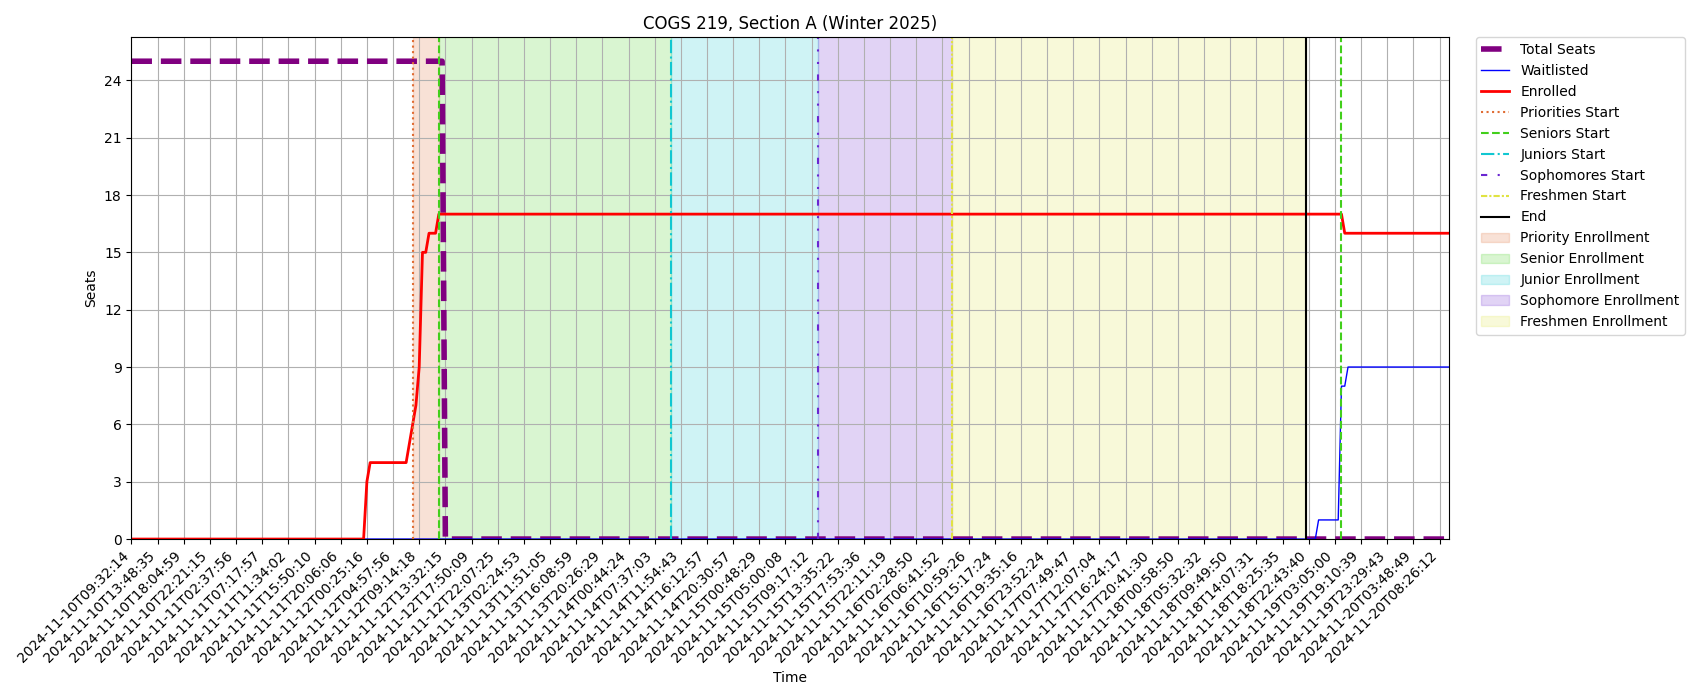 COGS 219, Section A (Winter 2025)
Total Seats
Waitlisted
Enrolled
Priorities Start
Seniors Start
Juniors Start
Sophomores Start
Freshmen Start
End
Priority Enrollment
Senior Enrollment
Junior Enrollment
Sophomore Enrollment
Freshmen Enrollment
Seats
24
21
18
15
12
9
6
3
0
2024-11-10T09:32:14
2024-11-10T13:48:35
2024-11-10T18:04:59
2024-11-10T22:21:15
2024-11-11T02:37:56
2024-11-11T07:17:57
2024-11-11T11:34:02
2024-11-11T15:50:10
2024-11-11T20:06:06
2024-11-12T00:25:16
2024-11-12T04:57:56
2024-11-12T09:14:18
2024-11-12T13:32:15
2024-11-12T17:50:09
2024-11-12T22:07:25
2024-11-13T02:24:53
2024-11-13T11:51:05
2024-11-13T16:08:59
2024-11-13T20:26:29
2024-11-14T00:44:24
2024-11-14T07:37:03
2024-11-14T11:54:43
2024-11-14T16:12:57
2024-11-14T20:30:57
2024-11-15T00:48:29
2024-11-15T05:00:08
2024-11-15T09:17:12
2024-11-15T13:35:22
2024-11-15T17:53:36
2024-11-15T22:11:19
2024-11-16T02:28:50
2024-11-16T06:41:52
2024-11-16T10:59:26
2024-11-16T15:17:24
2024-11-16T19:35:16
2024-11-16T23:52:24
2024-11-17T07:49:47
2024-11-17T12:07:04
2024-11-17T16:24:17
2024-11-17T20:41:30
2024-11-18T00:58:50
2024-11-18T05:32:32
2024-11-18T09:49:50
2024-11-18T14:07:31
2024-11-18T18:25:35
2024-11-18T22:43:40
2024-11-19T03:05:00
2024-11-19T19:10:39
2024-11-19T23:29:43
2024-11-20T03:48:49
2024-11-20T08:26:12
Time